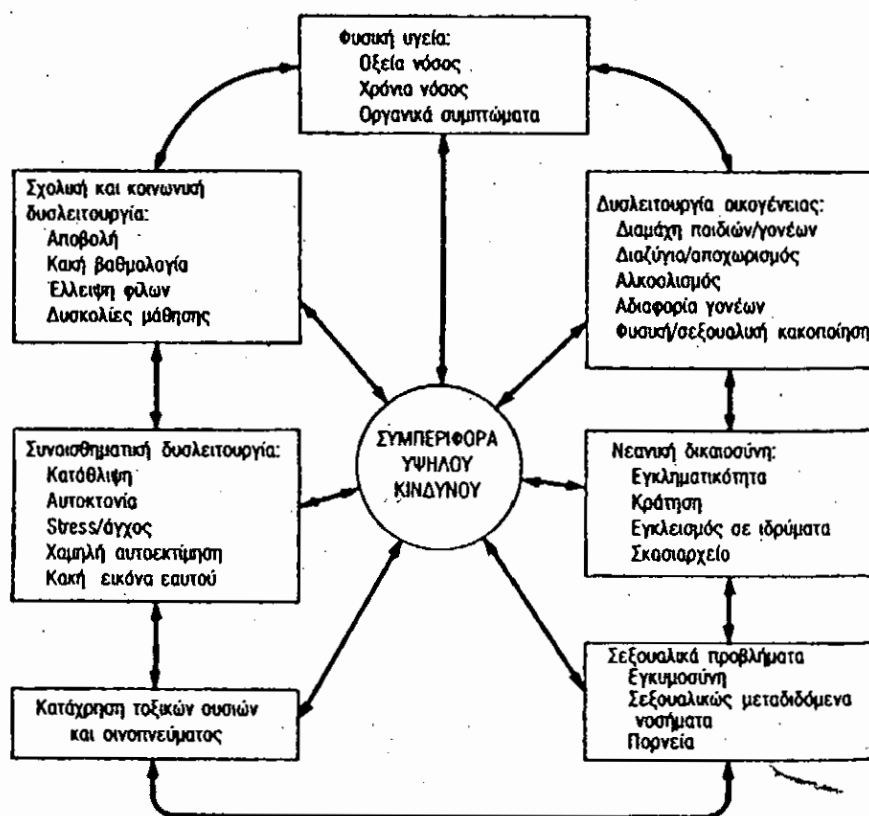 Φυσική υγεία:
Οξεία νόσος
Χρόνια νόσος
Οργανικά συμπτώματα
Σχολική και κοινωνική
δυσλειτουργία:
Αποβολή
Κακή βαθμολογία
Έλλειψη φίλων
Δυσκολίες μάθησης
Δυσλειτουργία οικογένειας:
Διαμάχη παιδιών/γονέων
Διαζύγιο/αποχωρισμός
Αλκοολισμός
Αδιαφορία γονέων
Φυσική/σεξουαλική κακοποίηση
ΣΥΜΠΕΡΙΦΟΡΑ
ΥΨΗΛΟΥ
ΚΙΝΔΥΝΟΥ
Συναισθηματική δυσλειτουργία:
Κατάθλιψη
Αυτοκτονία
Stress/άγχος
Χαμηλή αυτοεκτίμηση
Κακή εικόνα εαυτού
Νεανική δικαιοσύνη:
Εγκληματικότητα
Κράτηση
Εγκλεισμός σε ιδρύματα
Σκασιαρχείο
Κατάχρηση τοξικών ουσιών
και οινοπνεύματος
Σεξουαλικά προβλήματα
Εγκυμοσύνη
Σεξουαλικώς μεταδιδόμενα
νοσήματα
Πορνεία